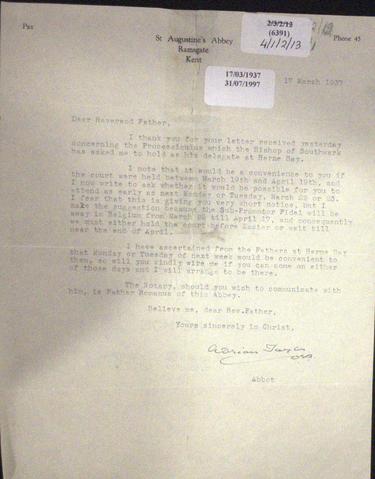 Pax
2/3/2/13
(6391)
4/1/2/13
St Augustine's Abbey
Ramsgate
Kent
Phone 45
17/03/1937
31/07/1997
17 March 1937
Dear Reverend Father,
I thank you for your letter received yesterday
concerning the Processiculus which the Bishop of Southwark
has asked me to hold as his delegate at Herne Bay.
I note that it would be a convenience to you if
the court were held between March 19th and April 19th, and
I now write to ask whether it would be possible for you to
attend as early as next Monday or Tuesday, March 22 or 23.
I fear that this is giving you very short notice, but I
make the suggestion because the Sub-Promotor Fidei will be
away in Belgium from March till April 17, and consequently
we must either hold the before Easter or wait till
near the end of April.
I have ascertained from the Fathers at Herne Bay
that Monday or Tuesday of next week would be convenient to
them, so will you kindly wire me if you can come on either
of those days and I will arrange to be there.
The Notary, should you wish to communicate with
him, is Father Romanus of this Abbey.
Believe me, dear Rev.Father,
Yours sincerely in Christ,
Adrian Taylor
OSB
Abbot